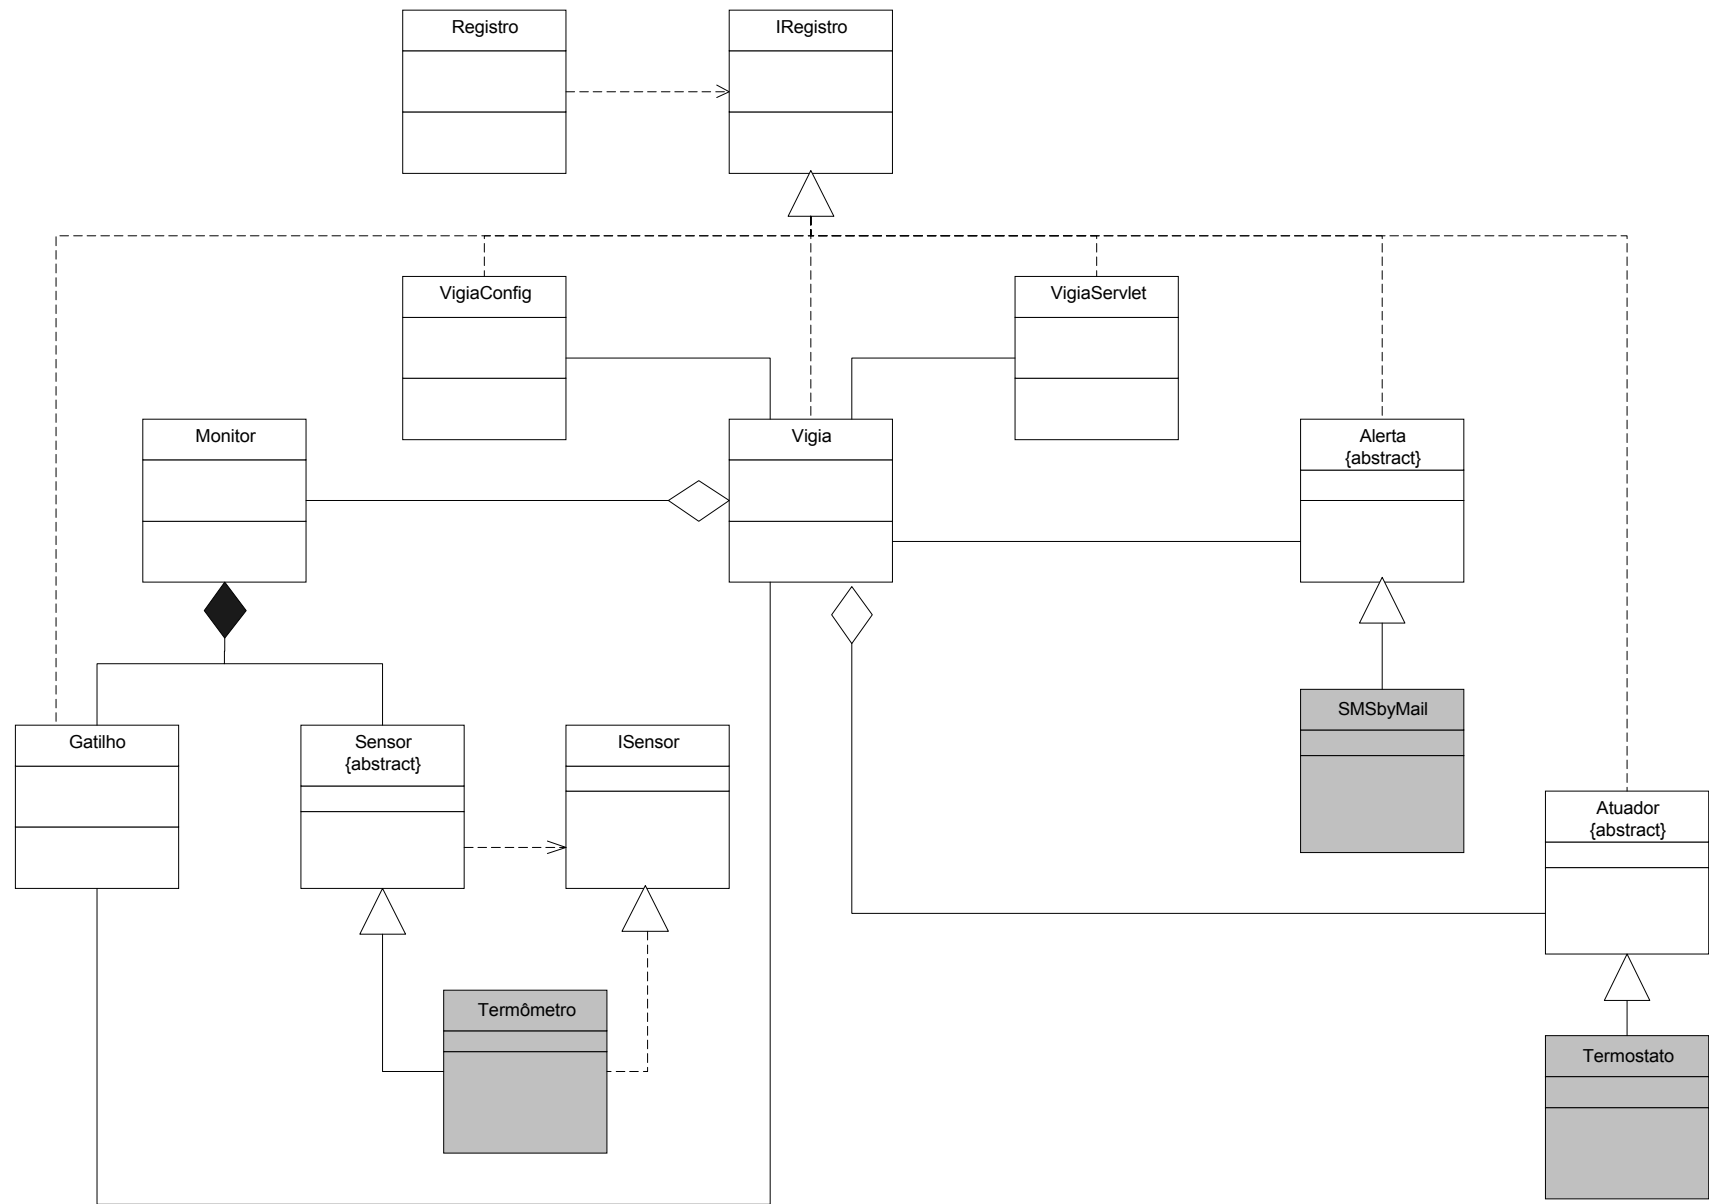 Registro
IRegistro
VigiaConfig
VigiaServlet
Monitor
Vigia
Alerta
{abstract}
SMSbyMail
Gatilho
Sensor
{abstract}
ISensor
Atuador
{abstract}
Termômetro
Termostato